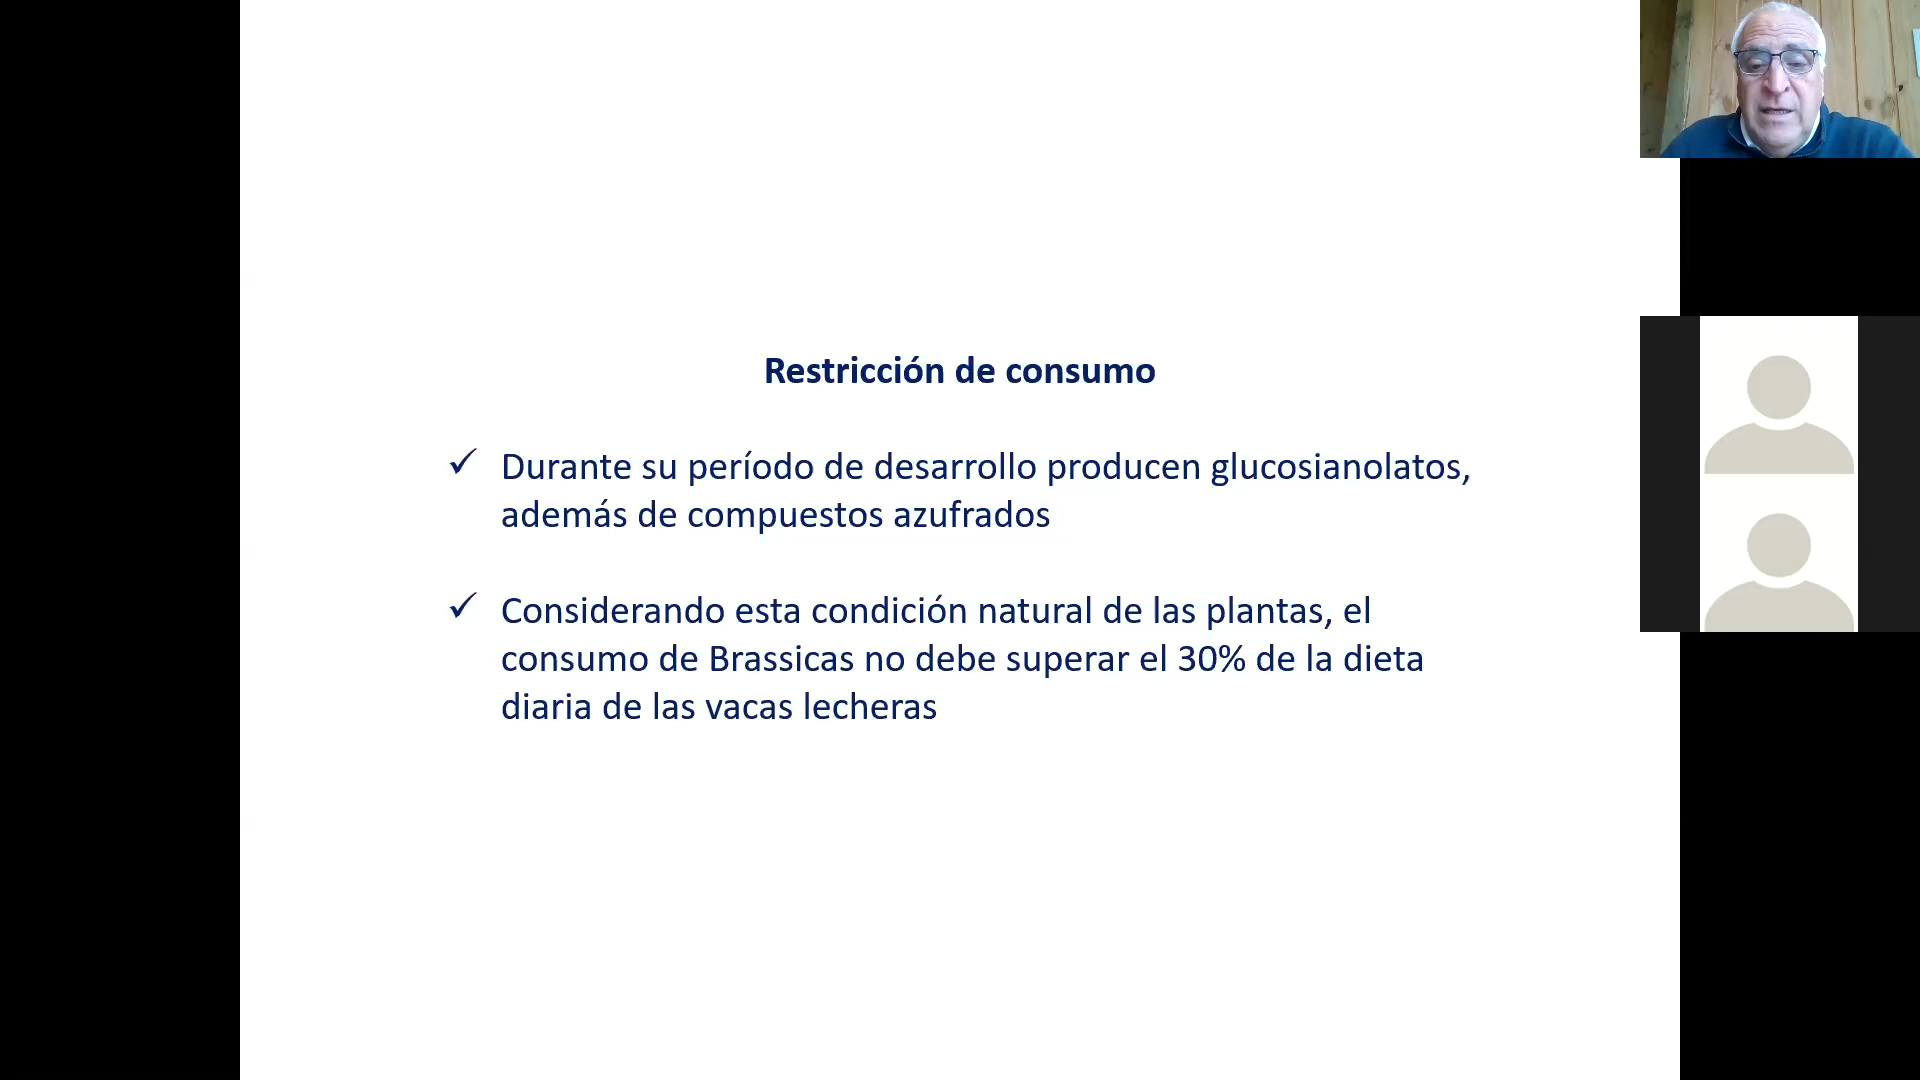 Restricción de consumo
✓ Durante su período de desarrollo producen glucosianolatos,
además de compuestos azufrados
✓ Considerando esta condición natural de las plantas, el
consumo de Brassicas no debe superar el 30% de la dieta
diaria de las vacas lecheras